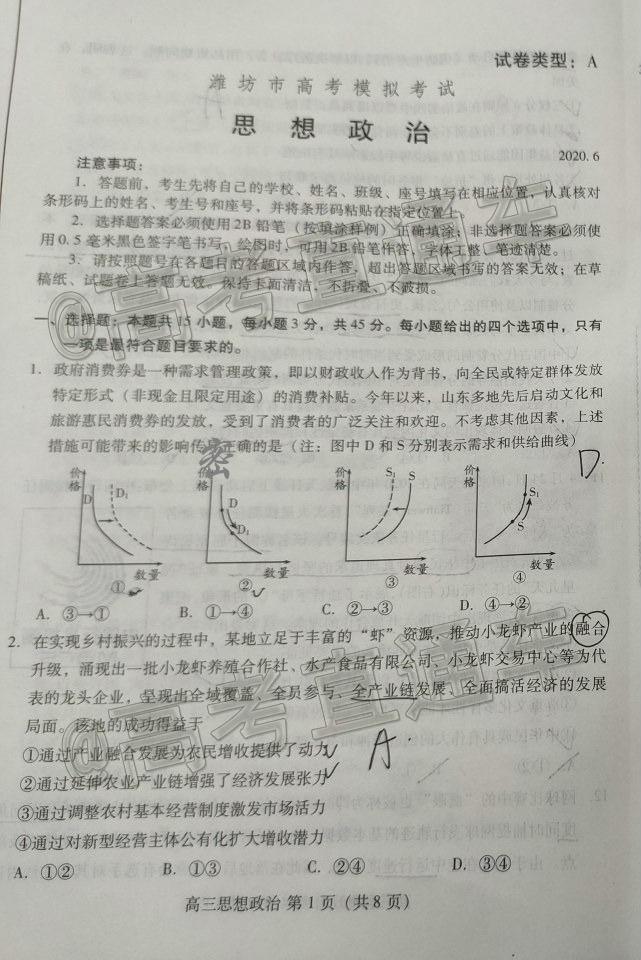 试卷类型：A
潍坊市高考模拟考试
思想政治
2020.6
注意事项：
1．答题前，考生先将自己的学校、姓名、班级、座号填写在相应位置，认真核对
条形码上的姓名、考生号和座号，并将条形码粘贴在指定位置上。
2．选择题答案必须使用2B铅笔（按填涂样例）正确填涂；非选择题答案必须使
用0.5毫米黑色签字笔书写，绘图时，可用2B铅笔作答，字体工整、笔迹清楚。
3．请按照题号在各题目的答题区域内作答，超出答题区域书写的答案无效；在草
稿纸、试题卷上答题无效。保持卡面清洁，不折叠、不破损。
一、选择题：本题共15小题，每小题3分，共45分。每小题给出的四个选项中，只有
一项是最符合题目要求的。
1．政府消费券是一种需求管理政策，即以财政收入作为背书，向全民或特定群体发放
特定形式（非现金且限定用途）的消费补贴。今年以来，山东多地先后启动文化和
旅游惠民消费券的发放，受到了消费者的广泛关注和欢迎。不考虑其他因素，上述
措施可能带来的影响传导正确的是（注：图中D和S分别表示需求和供给曲线）
密
D.
价格 D D₁ 数量 ①
价格 D D₁ 数量 ②
价格 S₁ S 数量 ③
价格 S S₁ 数量 ④
A．③→① B．①→④ C．②→③ D．④→②
2．在实现乡村振兴的过程中，某地立足于丰富的“虾”资源，推动小龙虾产业的融合
升级，涌现出一批小龙虾养殖合作社、水产食品有限公司、小龙虾交易中心等为代
表的龙头企业，呈现出全域覆盖、全员参与、全产业链发展、全面搞活经济的发展
局面。该地的成功得益于
①通过产业融合发展为农民增收提供了动力
A.
②通过延伸农业产业链增强了经济发展张力
③通过调整农村基本经营制度激发市场活力
④通过对新型经营主体公有化扩大增收潜力
A．①② B．①③ C．②④ D．③④
高三思想政治 第1页（共8页）
@高考直通车
@高考直通车